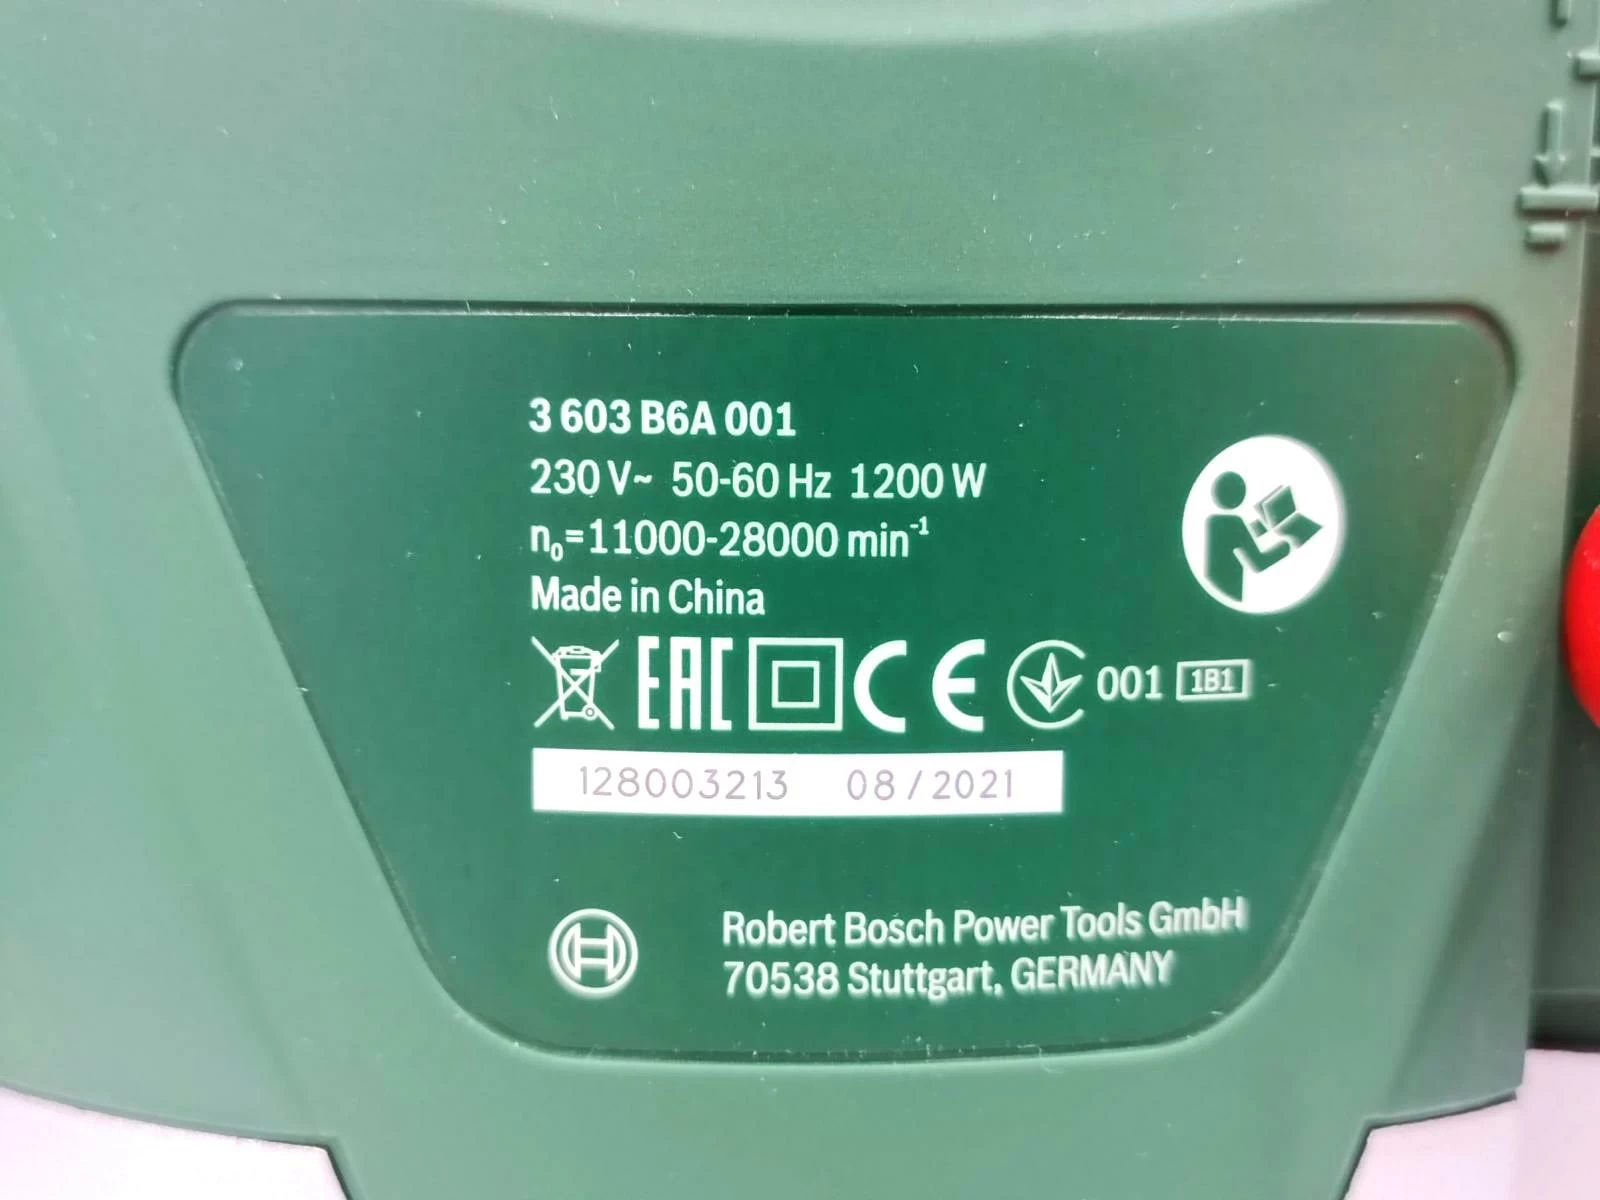 3 603 B6A 001
230 V~ 50-60 Hz 1200 W
n₀=11000-28000 min⁻¹
Made in China
EAC CE 001 1B1
128003213 08/2021
Robert Bosch Power Tools GmbH
70538 Stuttgart, GERMANY